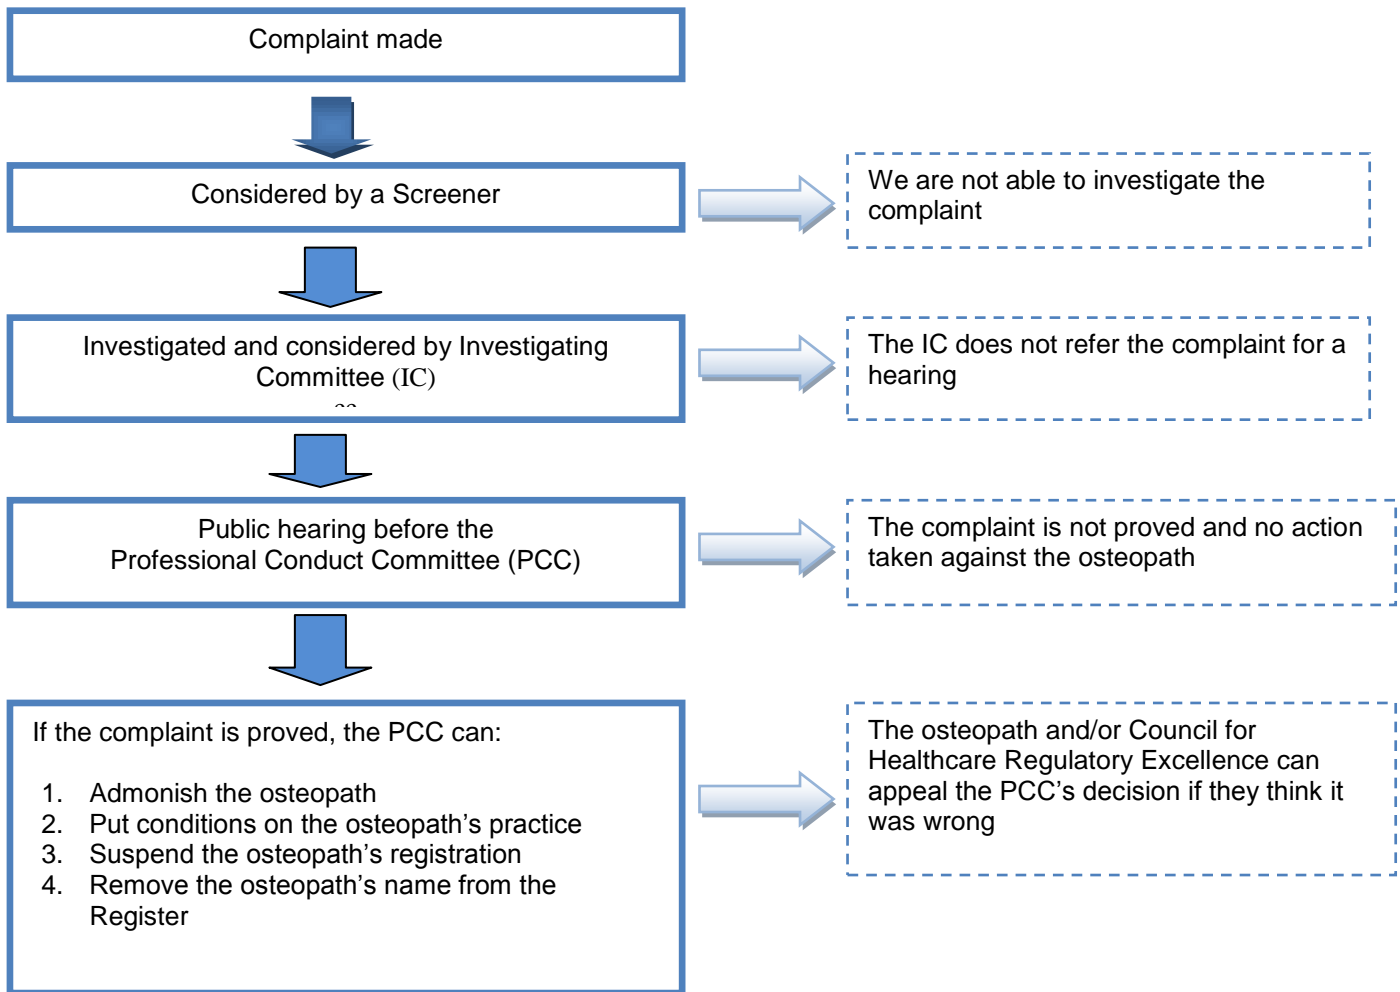 Complaint made
Considered by a Screener
We are not able to investigate the
complaint
Investigated and considered by Investigating
Committee (IC)
The IC does not refer the complaint for a
hearing
Public hearing before the
Professional Conduct Committee (PCC)
The complaint is not proved and no action
taken against the osteopath
If the complaint is proved, the PCC can:
1. Admonish the osteopath
2. Put conditions on the osteopath’s practice
3. Suspend the osteopath’s registration
4. Remove the osteopath’s name from the
Register
The osteopath and/or Council for
Healthcare Regulatory Excellence can
appeal the PCC’s decision if they think it
was wrong